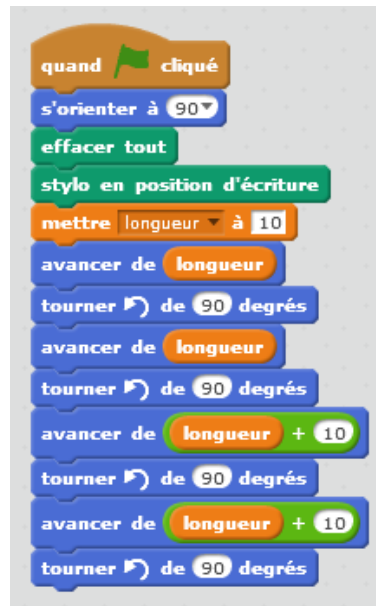 quand cliqué
s'orienter à 90
effacer tout
stylo en position d'écriture
mettre longueur à 10
avancer de longueur
tourner de 90 degrés
avancer de longueur
tourner de 90 degrés
avancer de longueur + 10
tourner de 90 degrés
avancer de longueur + 10
tourner de 90 degrés